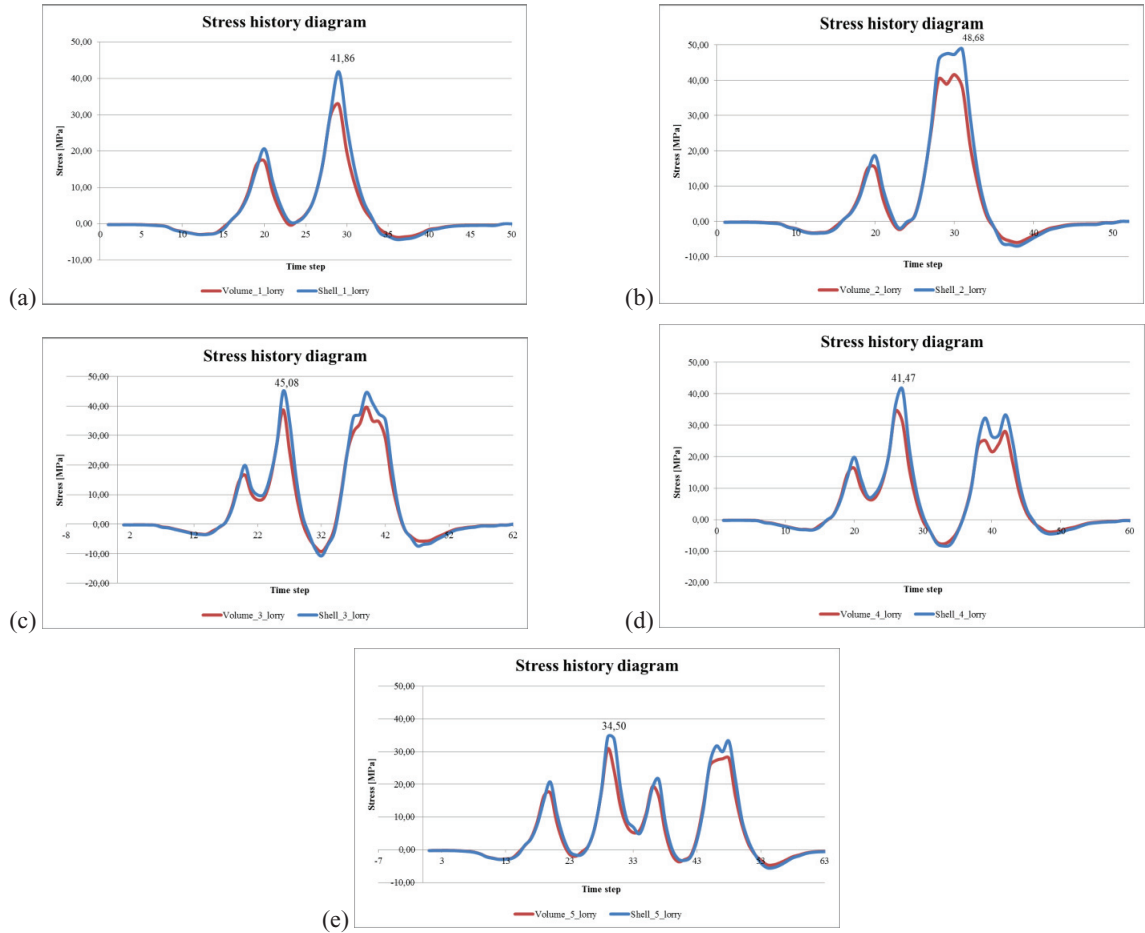 Stress history diagram
41,86
50,00
40,00
30,00
20,00
10,00
0,00
-10,00
Stress [MPa]
0 5 10 15 20 25 30 35 40 45 50
Time step
Volume_1_lorry Shell_1_lorry
(a)
Stress history diagram
48,68
50,00
40,00
30,00
20,00
10,00
0,00
-10,00
Stress [MPa]
0 10 20 30 40 50
Time step
Volume_2_lorry Shell_2_lorry
(b)
Stress history diagram
45,08
50,00
40,00
30,00
20,00
10,00
0,00
-10,00
-20,00
Stress [MPa]
-8 2 12 22 32 42 52 62
Time step
Volume_3_lorry Shell_3_lorry
(c)
Stress history diagram
41,47
50,00
40,00
30,00
20,00
10,00
0,00
-10,00
-20,00
Stress [MPa]
0 10 20 30 40 50 60
Time step
Volume_4_lorry Shell_4_lorry
(d)
Stress history diagram
34,50
50,00
40,00
30,00
20,00
10,00
0,00
-10,00
Stress [MPa]
-7 3 13 23 33 43 53 63
Time step
Volume_5_lorry Shell_5_lorry
(e)